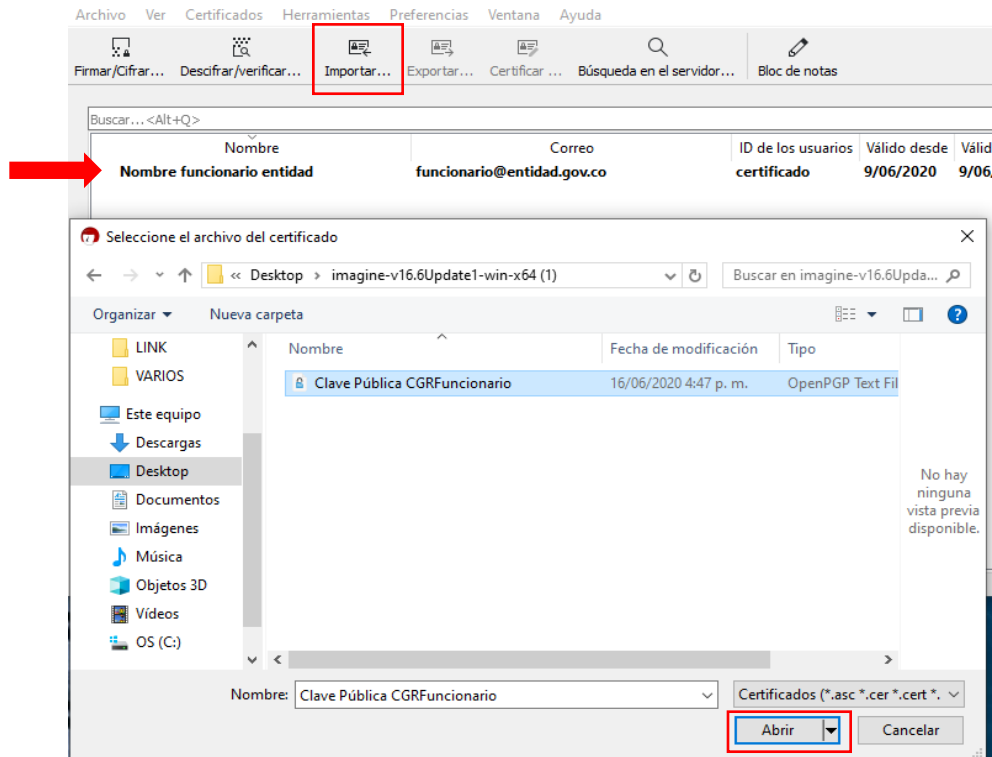 Archivo Ver Certificados Herramientas Preferencias Ventana Ayuda
Firmar/Cifrar... Descifrar/verificar... Importar... Exportar... Certificar ... Búsqueda en el servidor... Bloc de notas
Buscar...<Alt+Q>
Nombre Correo ID de los usuarios Válido desde Válid
Nombre funcionario entidad funcionario@entidad.gov.co certificado 9/06/2020 9/06,
Seleccione el archivo del certificado
« Desktop › imagine-v16.6Update1-win-x64 (1) Buscar en imagine-v16.6Upda...
Organizar Nueva carpeta
Nombre Fecha de modificación Tipo
LINK
Clave Pública CGRFuncionario 16/06/2020 4:47 p. m. OpenPGP Text Fil
VARIOS
Este equipo
Descargas
Desktop
Documentos
Imágenes
Música
Objetos 3D
Vídeos
OS (C:)
No hay
ninguna
vista previa
disponible.
Nombre: Clave Pública CGRFuncionario Certificados (*.asc *.cer *.cert *.
Abrir Cancelar